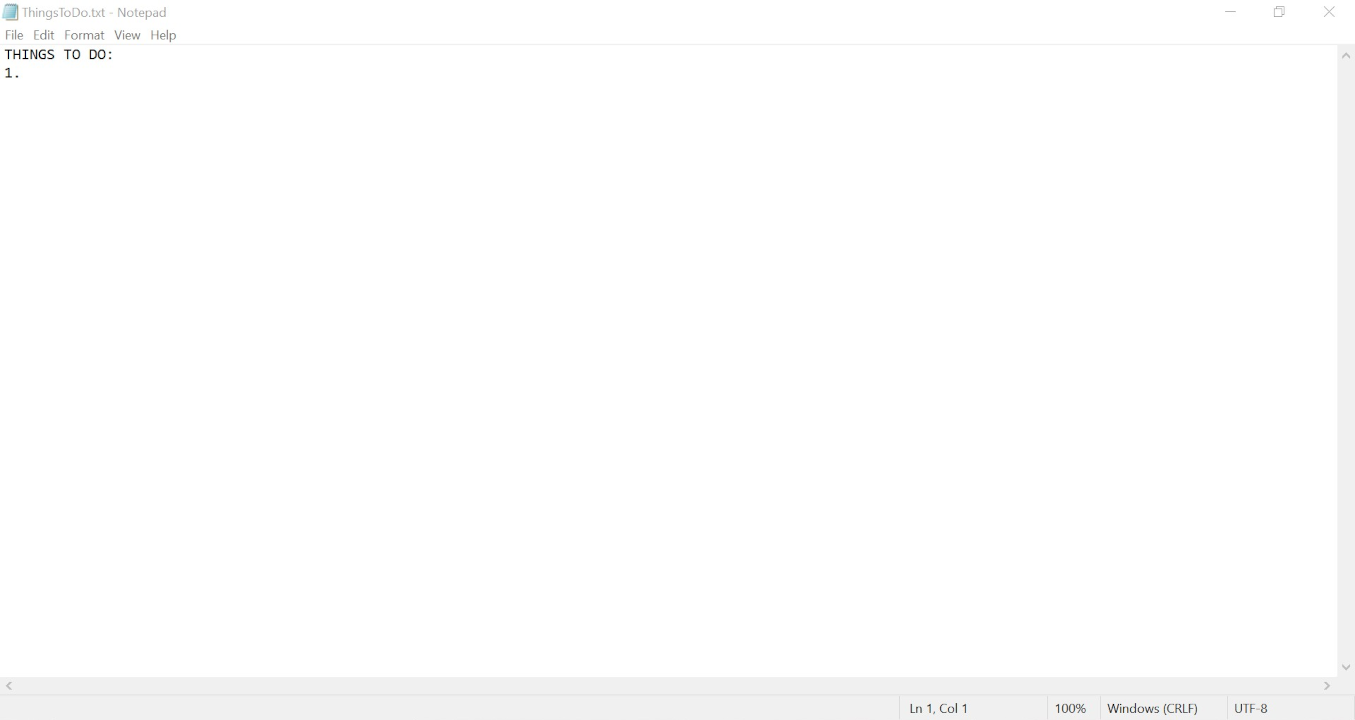 ThingsToDo.txt - Notepad
File Edit Format View Help
THINGS TO DO:
1.
Ln 1, Col 1 100% Windows (CRLF) UTF-8